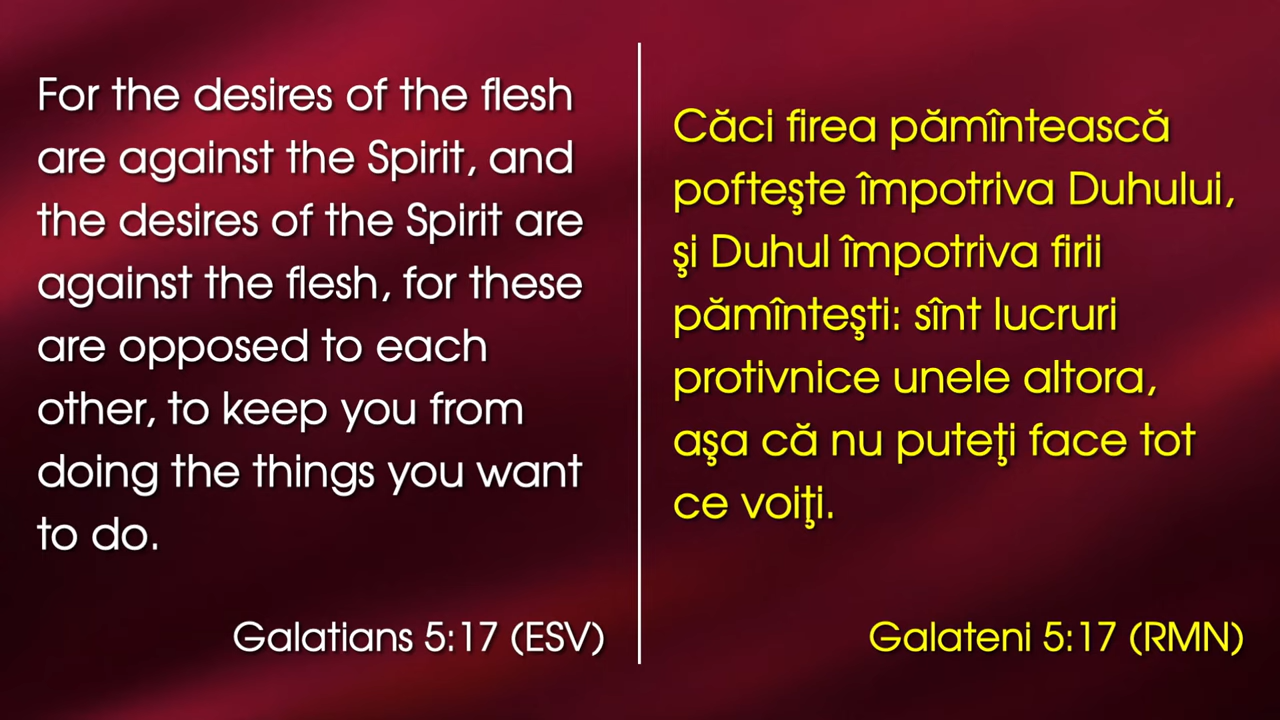 For the desires of the flesh
are against the Spirit, and
the desires of the Spirit are
against the flesh, for these
are opposed to each
other, to keep you from
doing the things you want
to do.
Galatians 5:17 (ESV)
Căci firea pămîntească
pofteşte împotriva Duhului,
şi Duhul împotriva firii
pămînteşti: sînt lucruri
protivnice unele altora,
aşa că nu puteţi face tot
ce voiţi.
Galateni 5:17 (RMN)